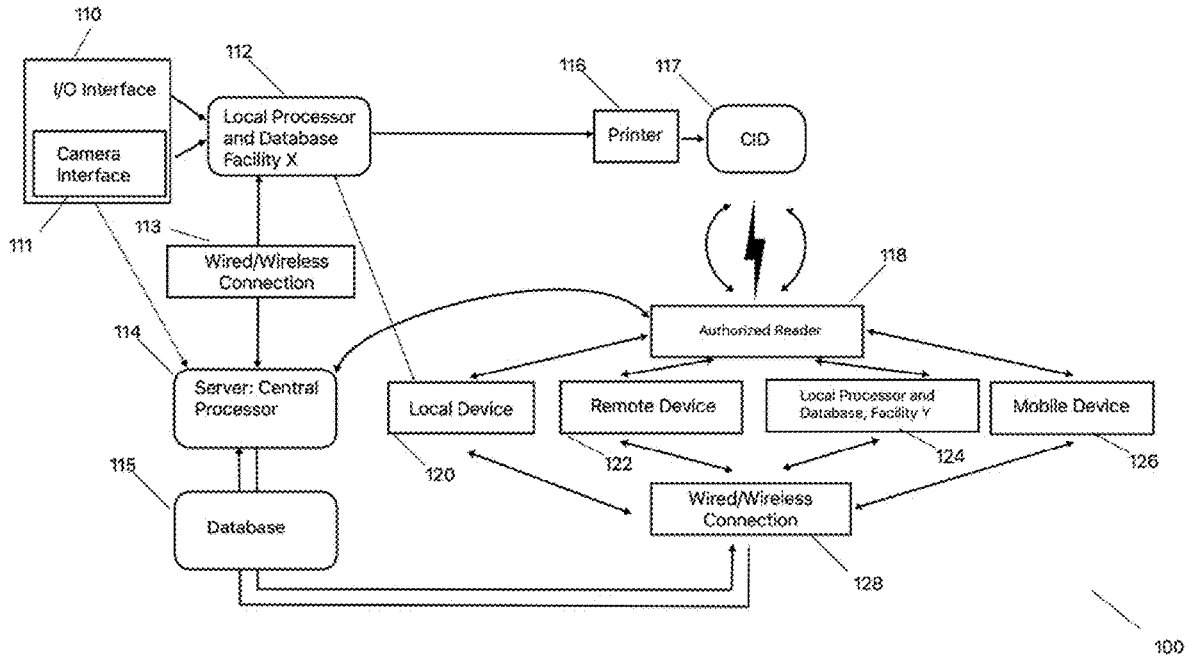 110
112
116
117
I/O Interface
Camera
Interface
Local Processor
and Database
Facility X
Printer
CID
111
113
Wired/Wireless
Connection
118
Authorized Reader
114
Server: Central
Processor
Local Device
Remote Device
Local Processor and
Database, Facility Y
Mobile Device
120
122
124
126
115
Database
Wired/Wireless
Connection
128
100